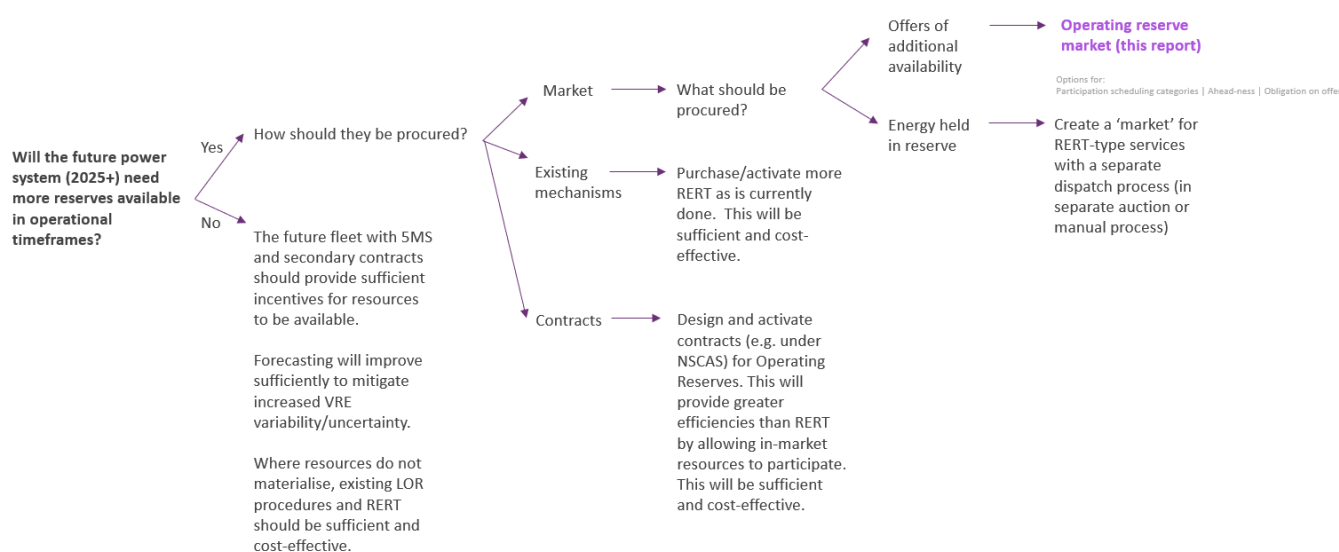 Will the future power
system (2025+) need
more reserves available
in operational
timeframes?
Yes
No
How should they be procured?
The future fleet with 5MS
and secondary contracts
should provide sufficient
incentives for resources
to be available.
Forecasting will improve
sufficiently to mitigate
increased VRE
variability/uncertainty.
Where resources do not
materialise, existing LOR
procedures and RERT
should be sufficient and
cost-effective.
Market
What should be
procured?
Offers of
additional
availability
Operating reserve
market (this report)
Options for:
Participation scheduling categories | Ahead-ness | Obligation on offe
Energy held
in reserve
Create a ‘market’ for
RERT-type services
with a separate
dispatch process (in
separate auction or
manual process)
Existing
mechanisms
Purchase/activate more
RERT as is currently
done. This will be
sufficient and cost-
effective.
Contracts
Design and activate
contracts (e.g. under
NSCAS) for Operating
Reserves. This will
provide greater
efficiencies than RERT
by allowing in-market
resources to participate.
This will be sufficient
and cost-effective.